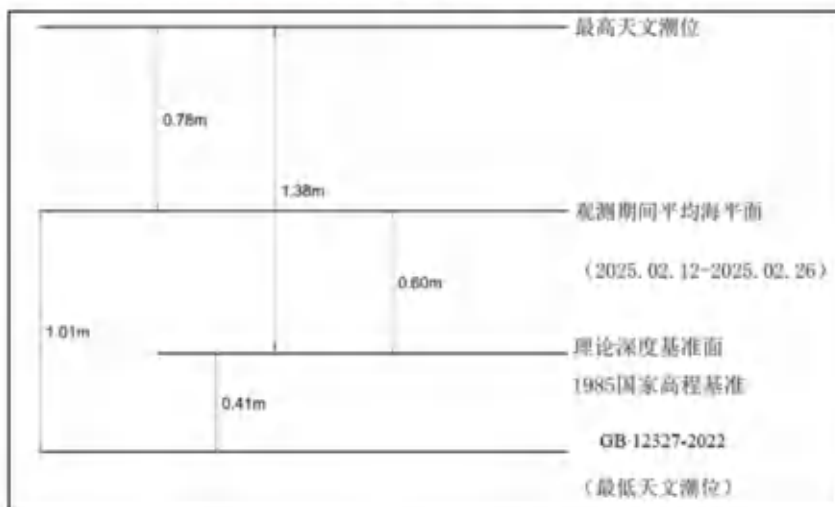 最高天文潮位
0.78m
1.38m
观测期间平均海平面
（2025.02.12-2025.02.26）
0.60m
1.01m
理论深度基准面
1985国家高程基准
0.41m
GB 12327-2022
（最低天文潮位）